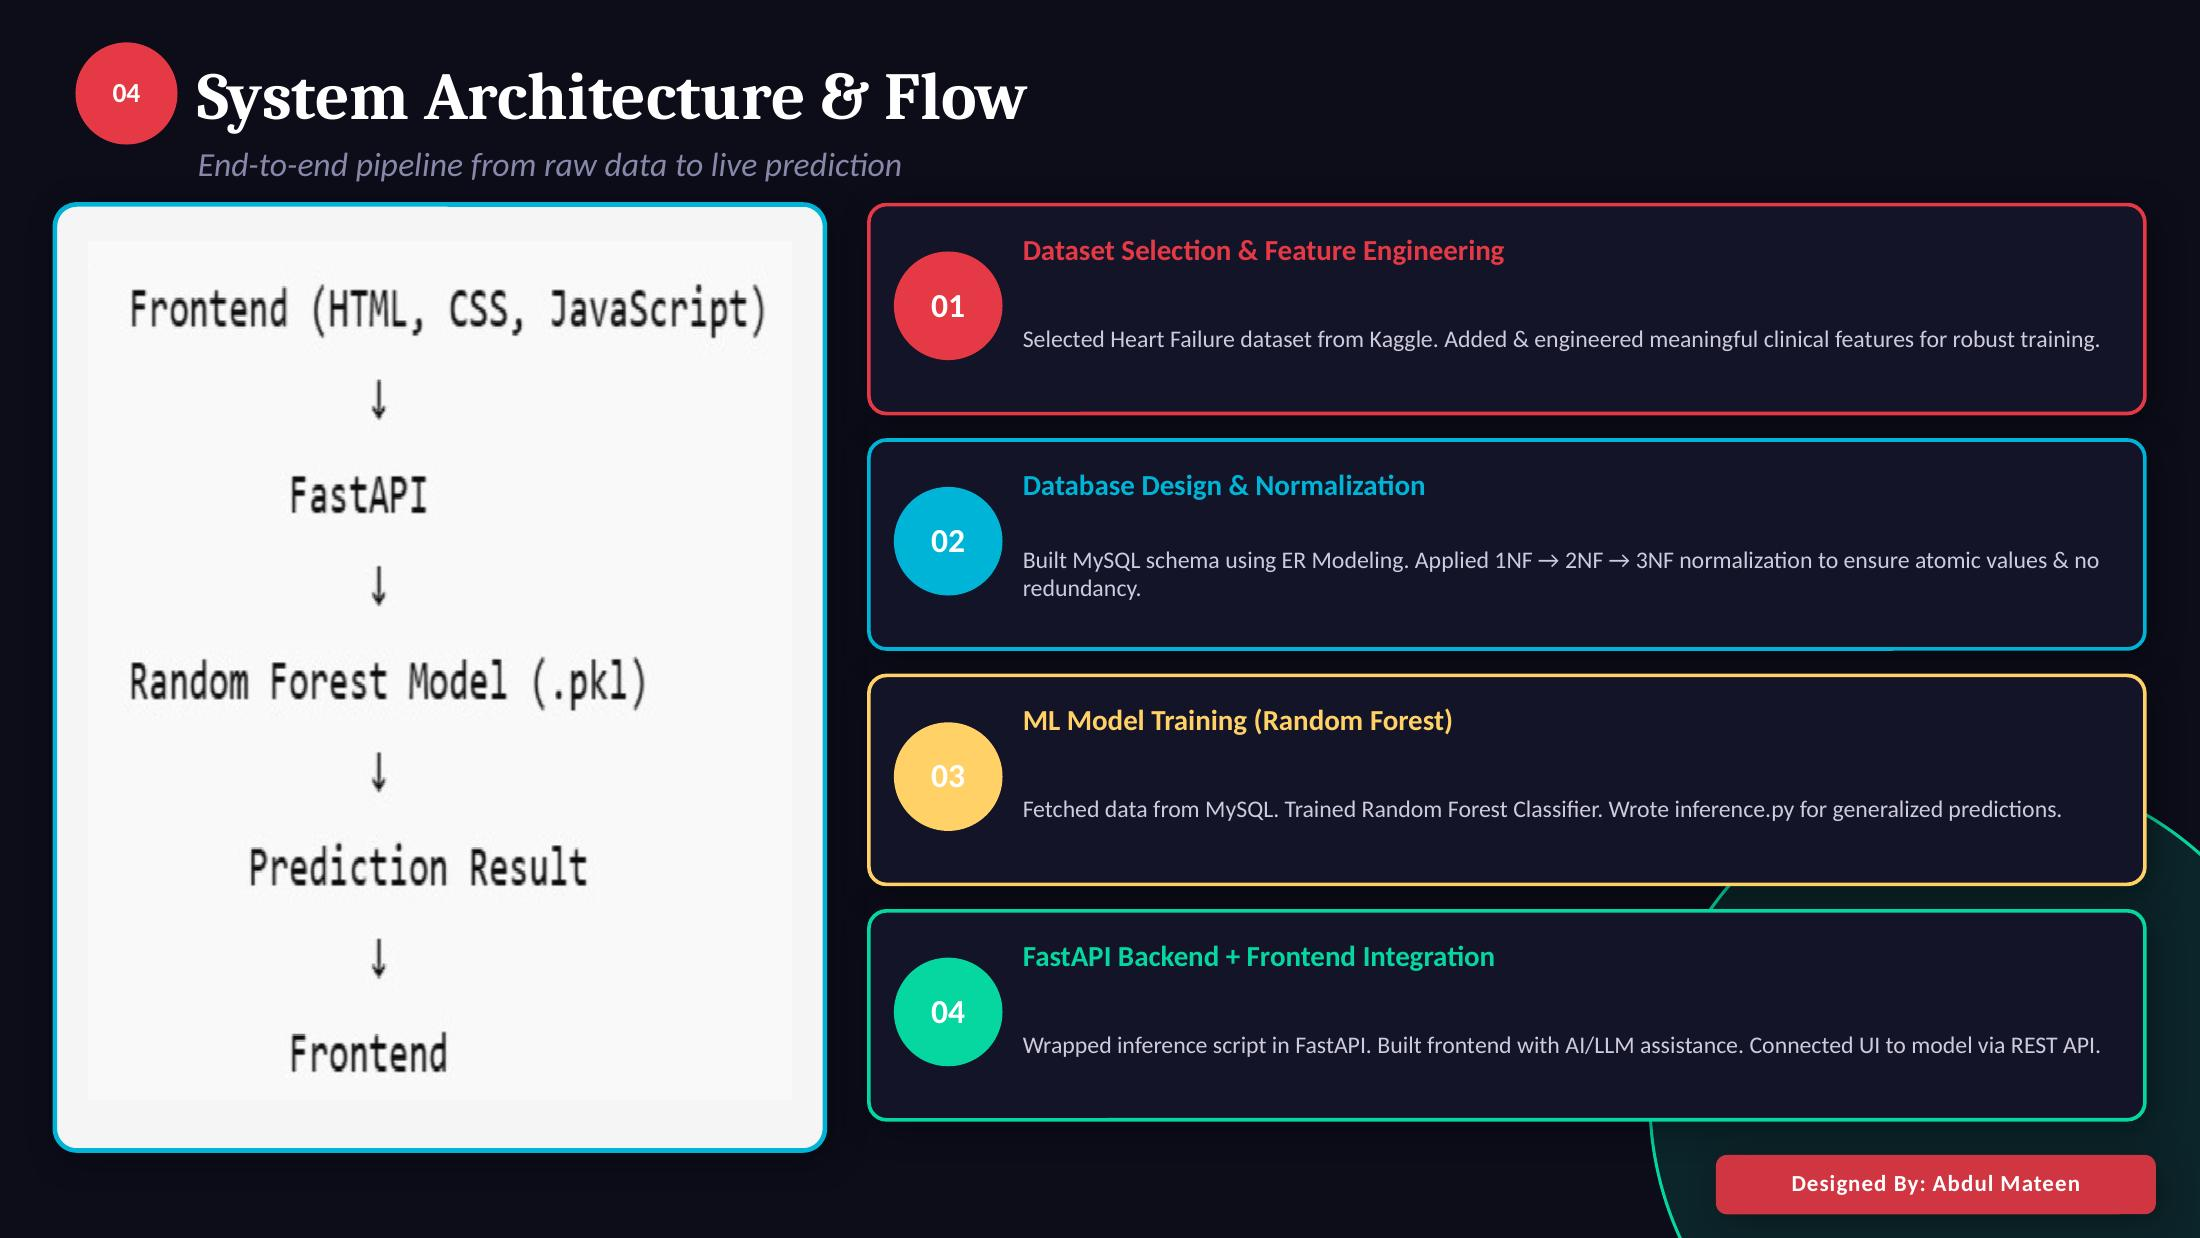 04
System Architecture & Flow
End-to-end pipeline from raw data to live prediction
Frontend (HTML, CSS, JavaScript)
↓
FastAPI
↓
Random Forest Model (.pkl)
↓
Prediction Result
↓
Frontend
01
Dataset Selection & Feature Engineering
Selected Heart Failure dataset from Kaggle. Added & engineered meaningful clinical features for robust training.
02
Database Design & Normalization
Built MySQL schema using ER Modeling. Applied 1NF → 2NF → 3NF normalization to ensure atomic values & no
redundancy.
03
ML Model Training (Random Forest)
Fetched data from MySQL. Trained Random Forest Classifier. Wrote inference.py for generalized predictions.
04
FastAPI Backend + Frontend Integration
Wrapped inference script in FastAPI. Built frontend with AI/LLM assistance. Connected UI to model via REST API.
Designed By: Abdul Mateen